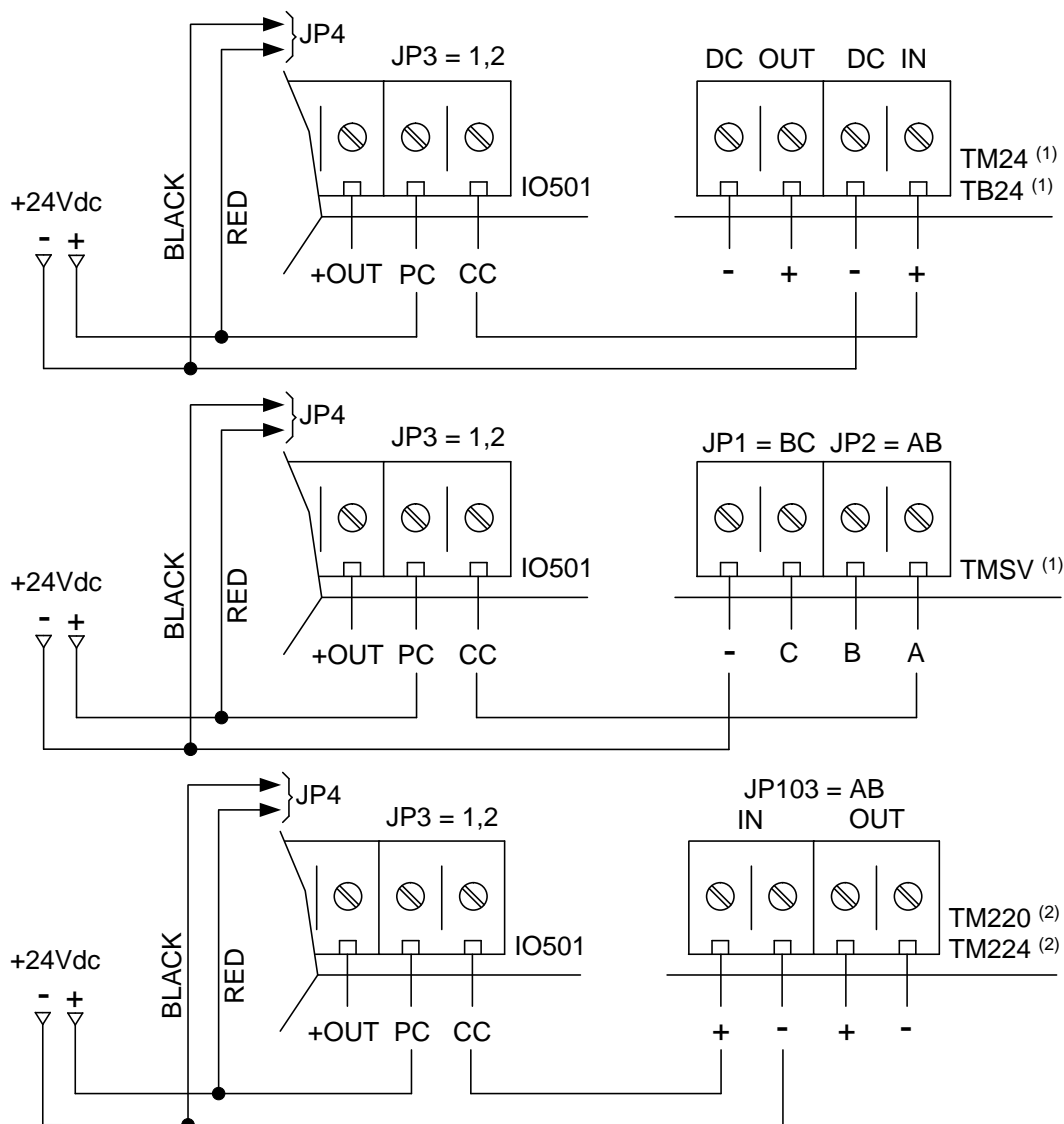 JP4
JP3 = 1,2
DC OUT DC IN
TM24 (1)
IO501
TB24 (1)
+24Vdc
BLACK
RED
- +
+OUT PC CC
- + - +
JP4
JP3 = 1,2
JP1 = BC JP2 = AB
IO501
TMSV (1)
+24Vdc
BLACK
RED
- +
+OUT PC CC
- C B A
JP4
JP103 = AB
JP3 = 1,2
IN OUT
TM220 (2)
IO501
TM224 (2)
+24Vdc
BLACK
RED
- +
+OUT PC CC
+ - + -